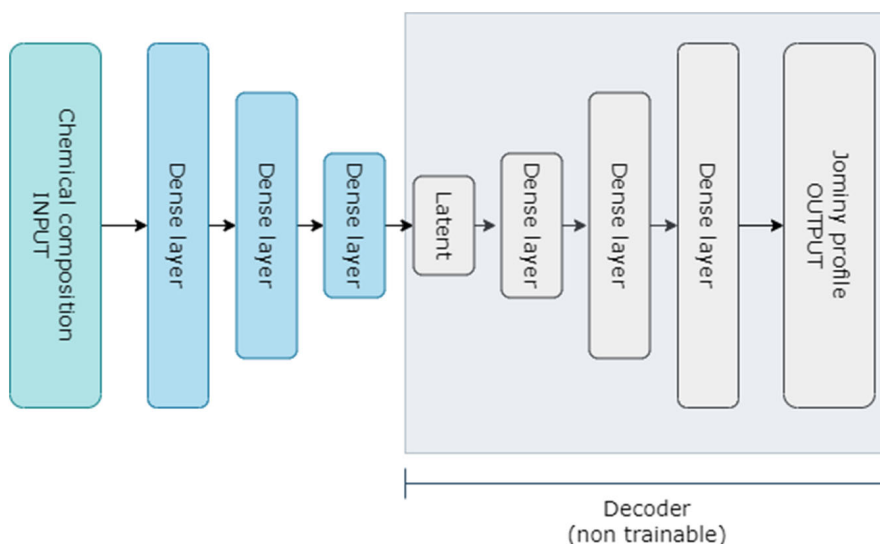 Chemical composition
INPUT
Dense layer
Dense layer
Dense layer
Latent
Dense layer
Dense layer
Dense layer
Jominy profile
OUTPUT
Decoder
(non trainable)